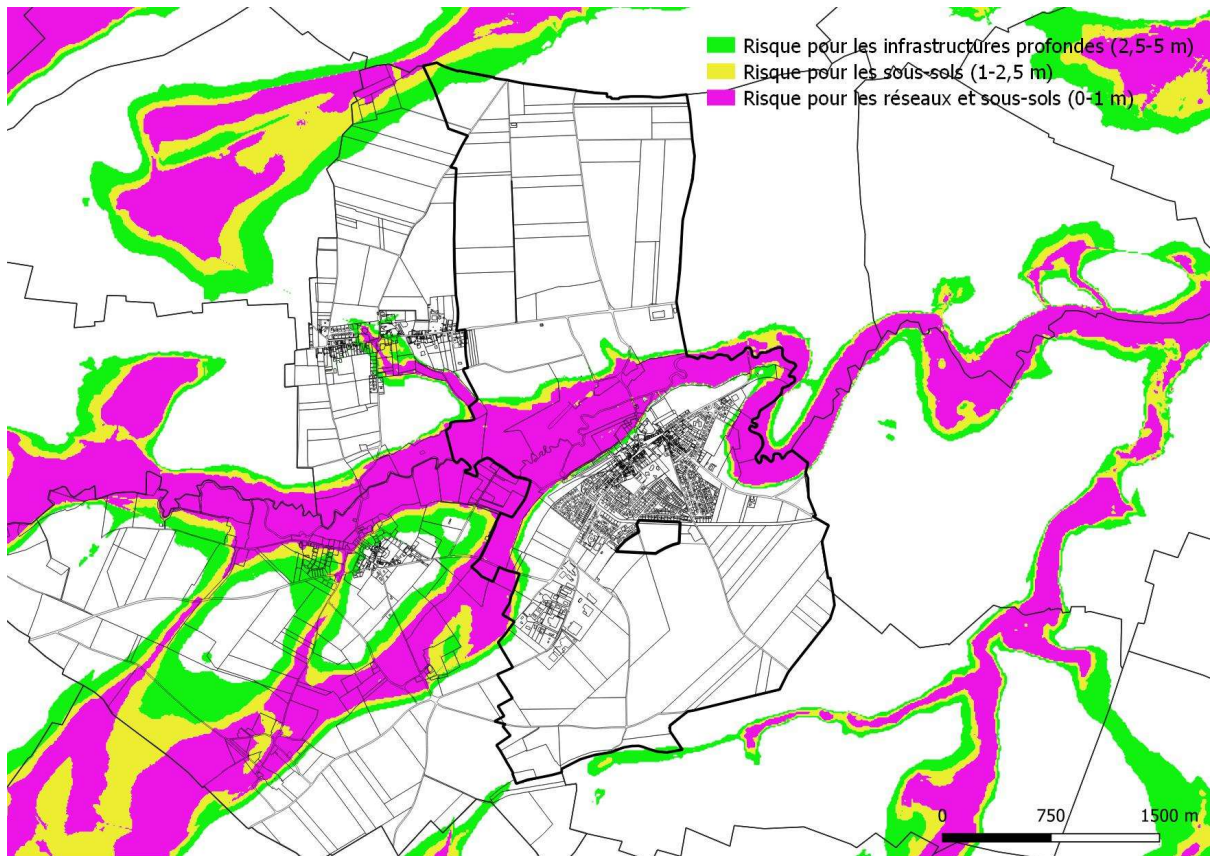 Risque pour les infrastructures profondes (2,5-5 m)
Risque pour les sous-sols (1-2,5 m)
Risque pour les réseaux et sous-sols (0-1 m)
0 750 1500 m